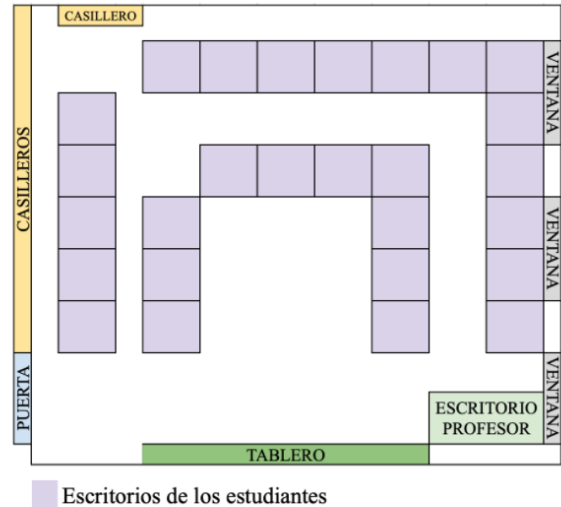 CASILLERO
VENTANA
CASILLEROS
VENTANA
PUERTA
VENTANA
ESCRITORIO
PROFESOR
TABLERO
Escritorios de los estudiantes